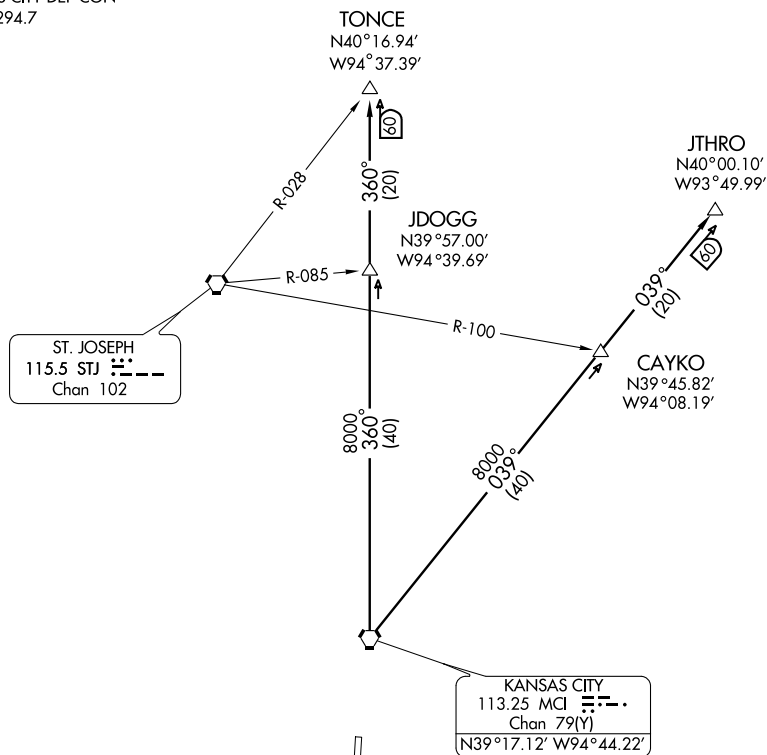 294.7
TONCE
N40°16.94’
W94°37.39’
60
360°
(20)
R-028
JTHRO
N40°00.10’
W93°49.99’
60
039°
(20)
JDOGG
N39°57.00’
W94°39.69’
R-085
R-100
ST. JOSEPH
115.5 STJ
Chan 102
CAYKO
N39°45.82’
W94°08.19’
8000
360°
(40)
8000
039°
(40)
KANSAS CITY
113.25 MCI
Chan 79(Y)
N39°17.12’ W94°44.22’